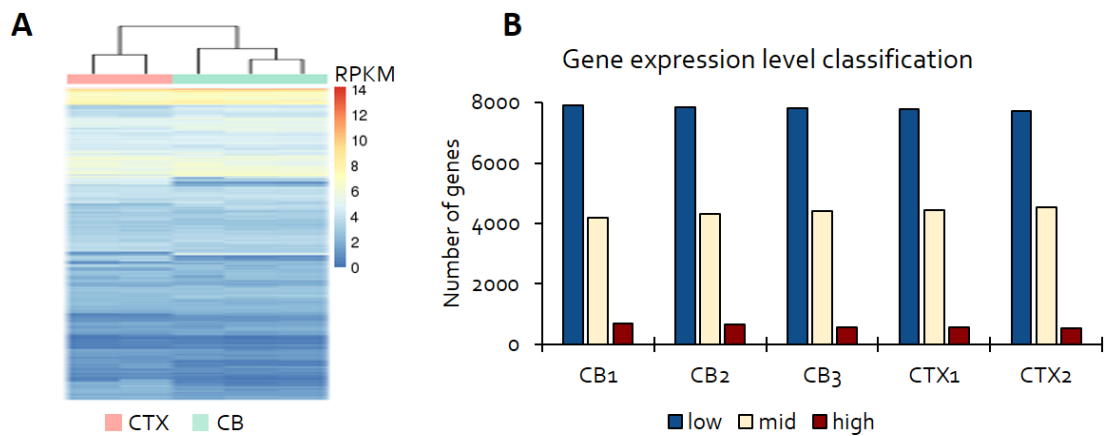 A
RPKM
14
12
10
8
6
4
2
0
CTX CB
B
Gene expression level classification
Number of genes
8000
6000
4000
2000
0
CB1 CB2 CB3 CTX1 CTX2
low mid high